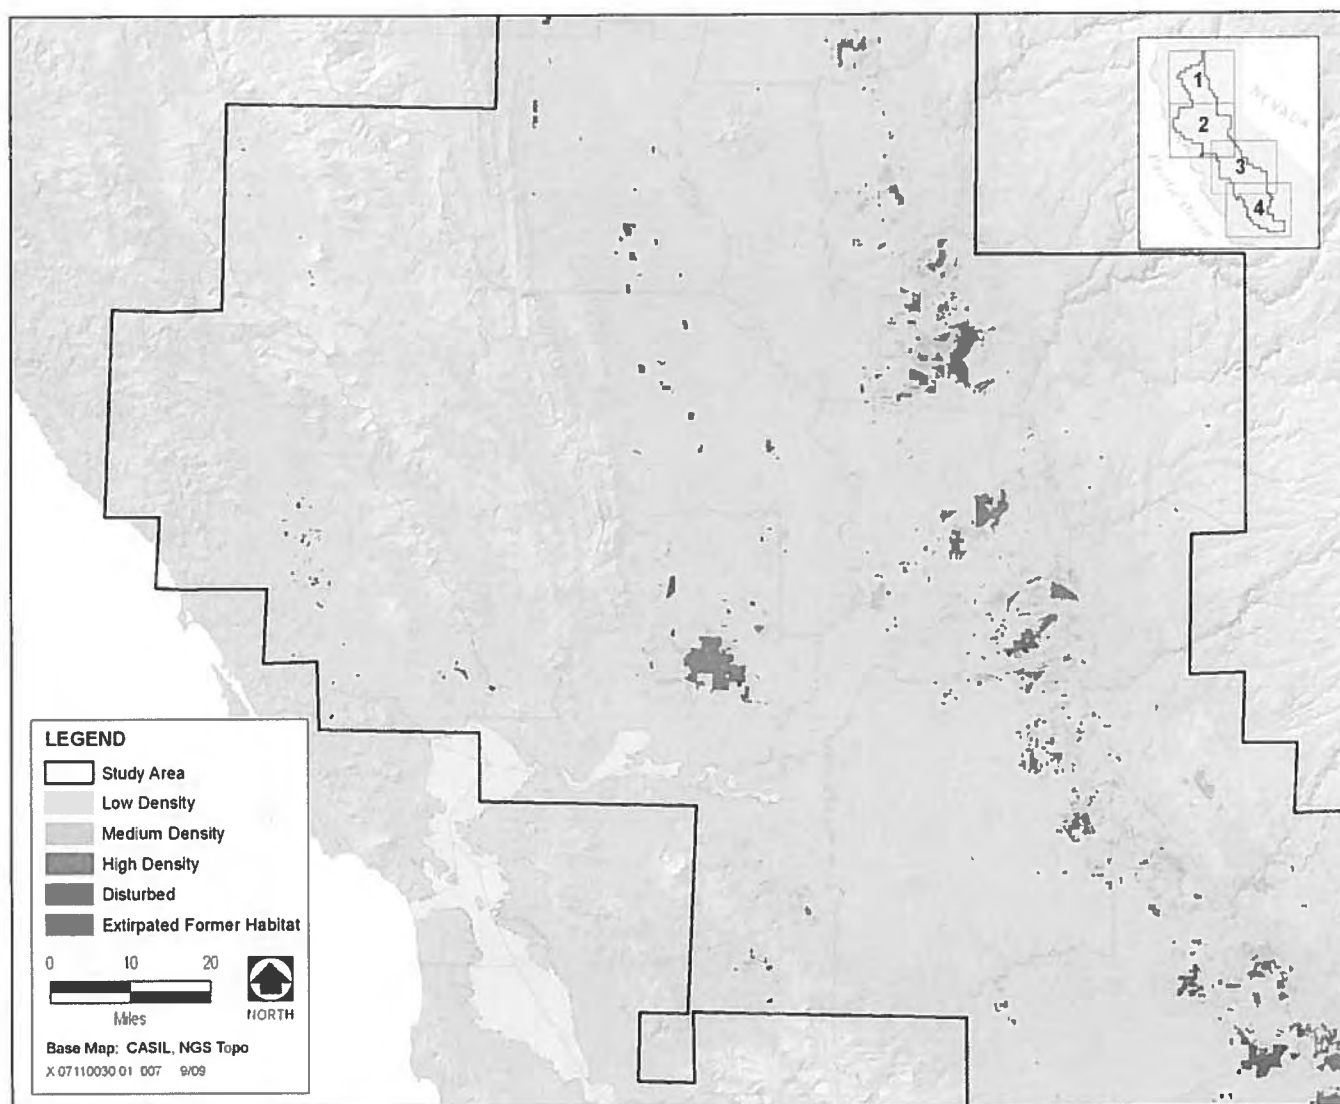 1
NEVADA
2
3
4
LEGEND
Study Area
Low Density
Medium Density
High Density
Disturbed
Extirpated Former Habitat
0 10 20
Miles
NORTH
Base Map: CASIL, NGS Topo
X 07110030 01 007 9/09